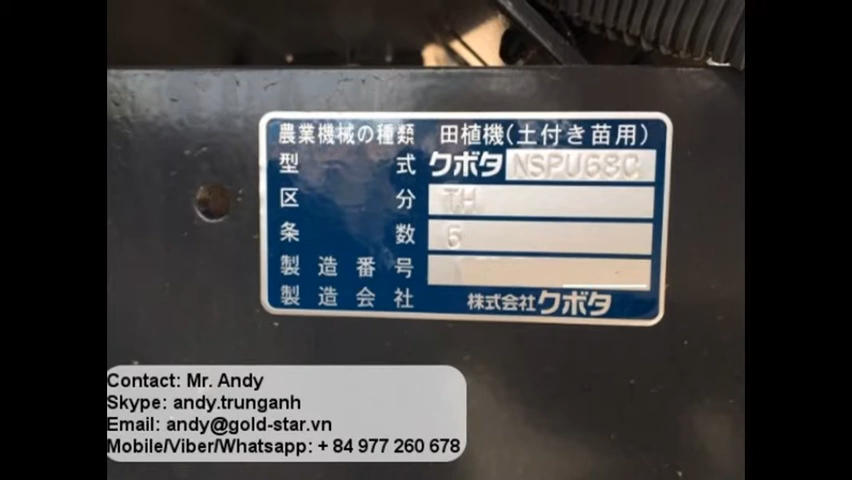 農業機械の種類 田植機(土付き苗用)
型式 クボタ NSPU68C
区分 TH
条数 6
製造番号
製造会社 株式会社クボタ
Contact: Mr. Andy
Skype: andy.trunganh
Email: andy@gold-star.vn
Mobile/Viber/Whatsapp: + 84 977 260 678